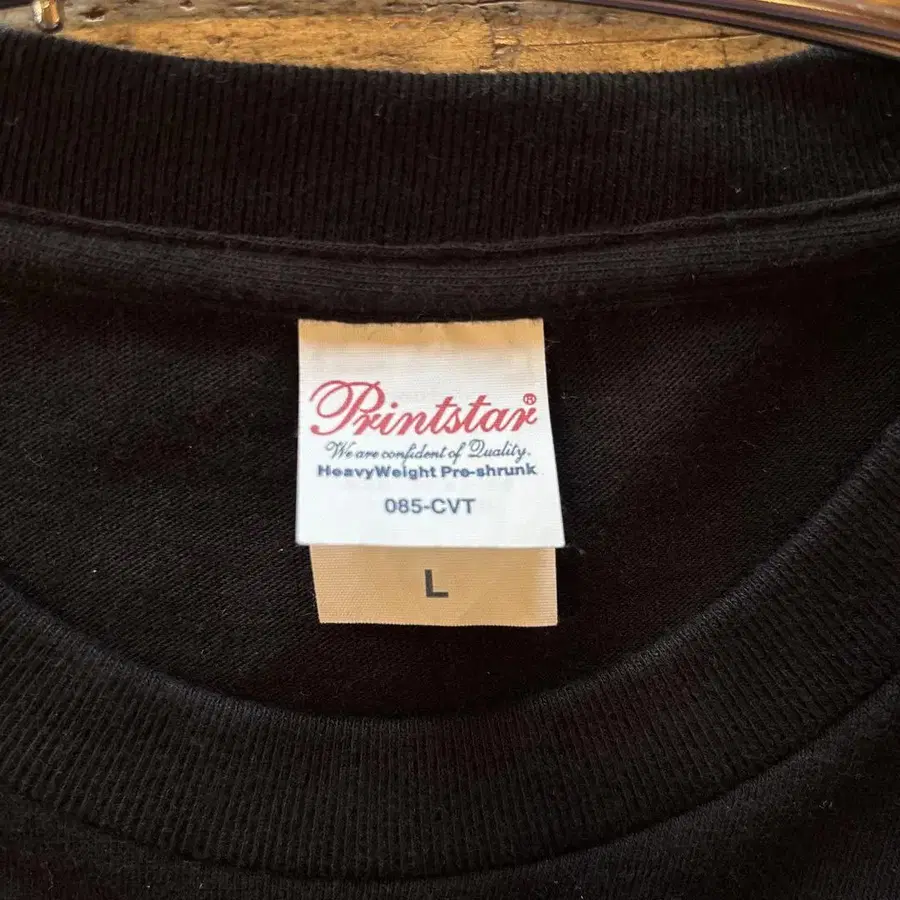 Printstar®
We are confident of Quality.
HeavyWeight Pre-shrunk
085-CVT
L